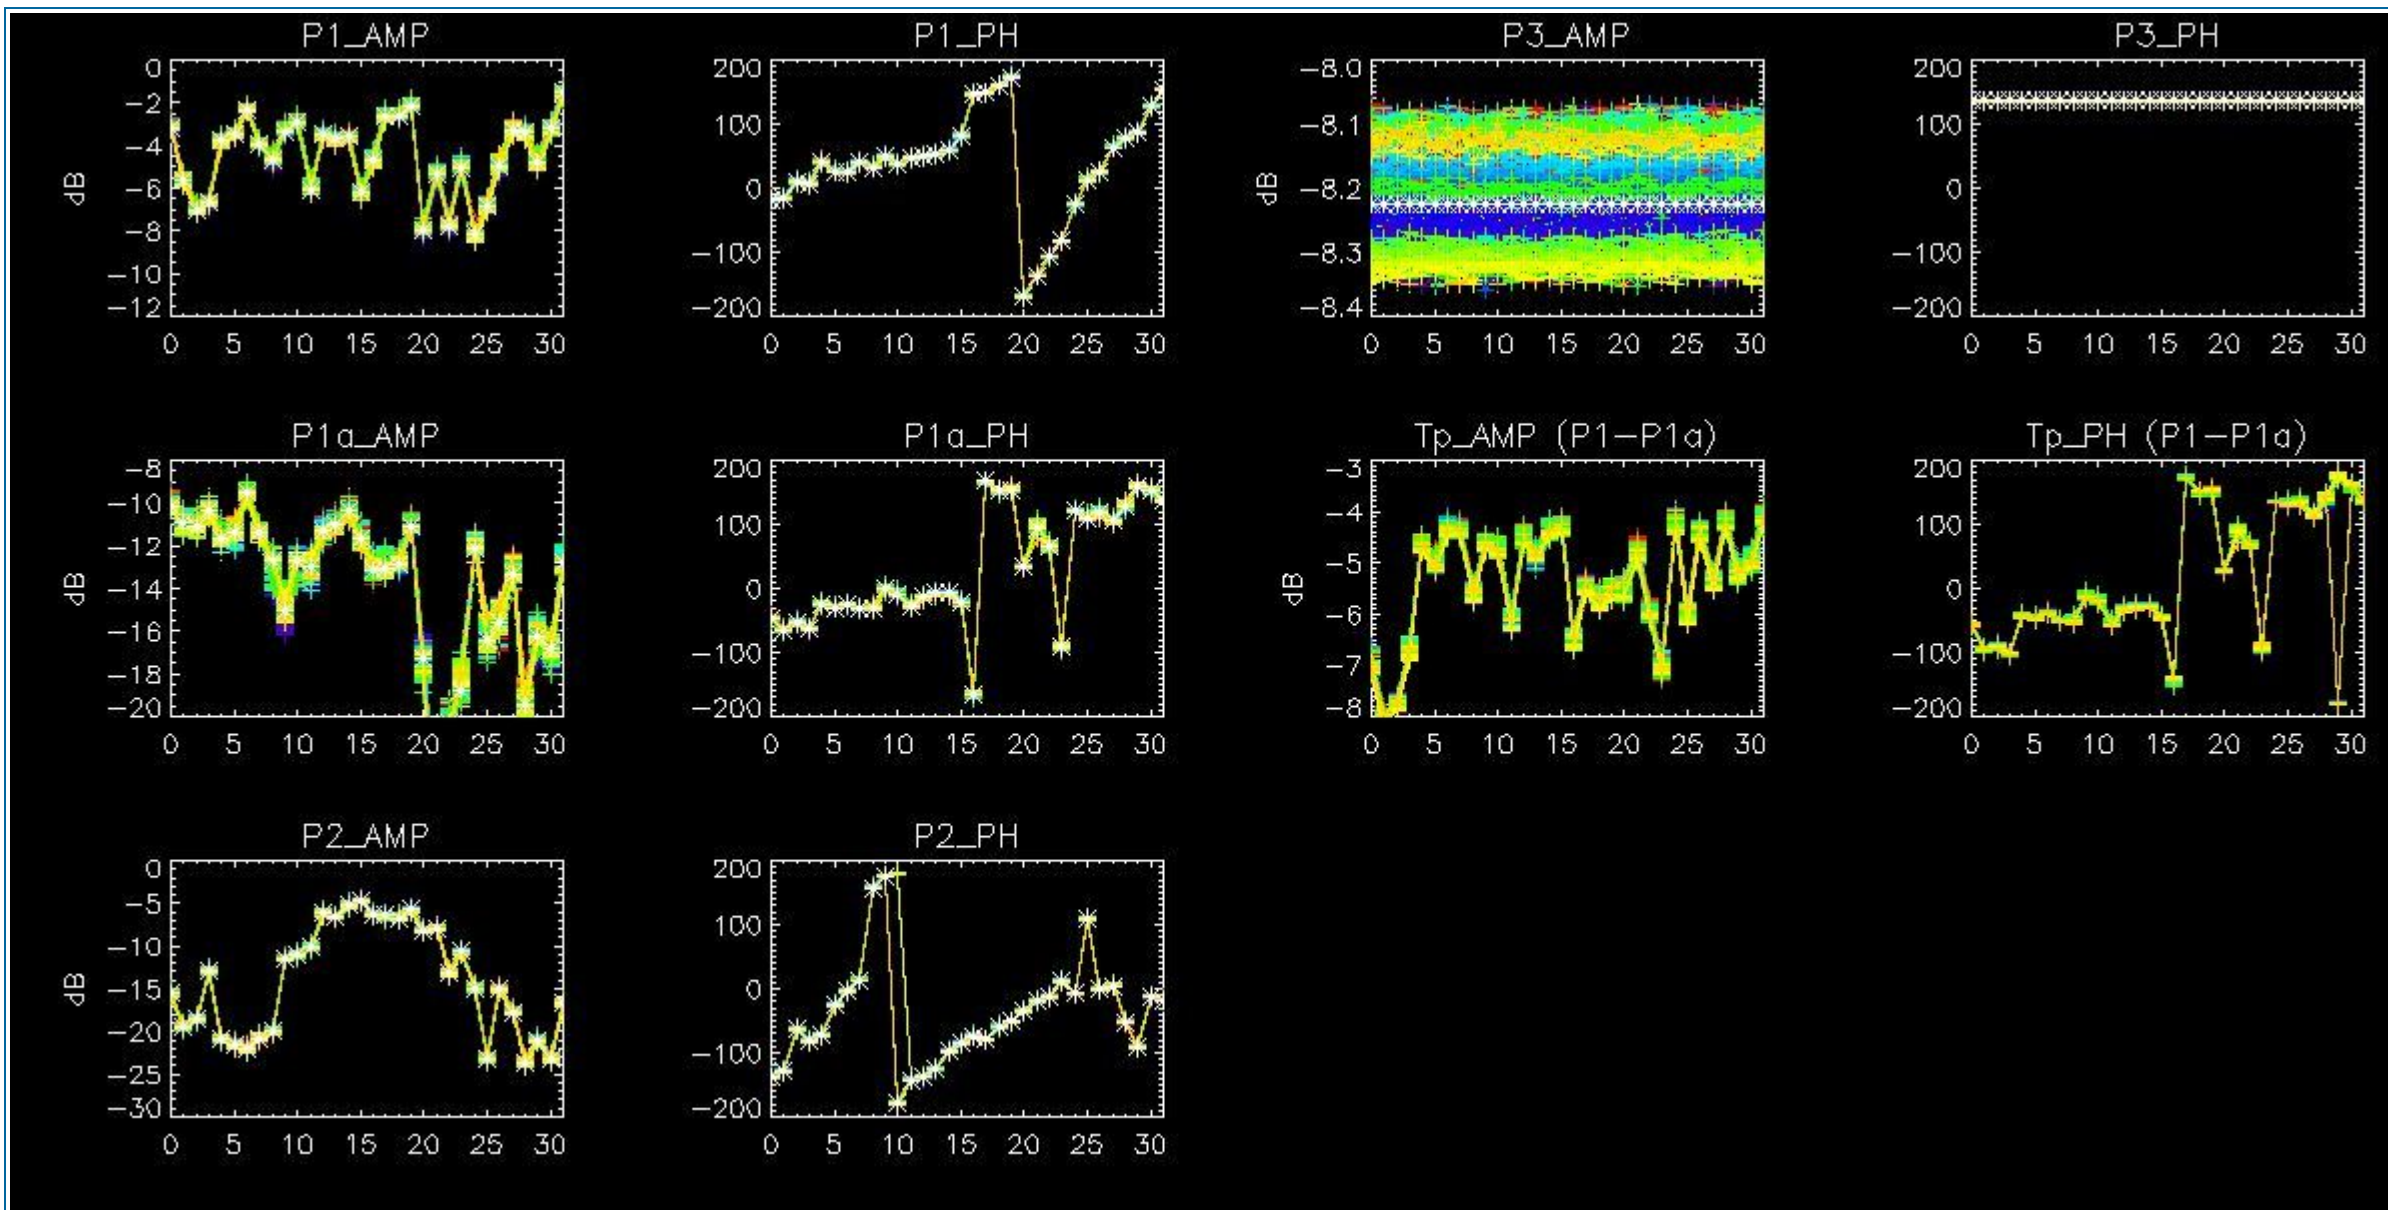 P1_AMP
0
−2
−4
−6
−8
−10
−12
dB
0 5 10 15 20 25 30
P1_PH
200
100
0
−100
−200
0 5 10 15 20 25 30
P3_AMP
−8.0
−8.1
−8.2
−8.3
−8.4
dB
0 5 10 15 20 25 30
P3_PH
200
100
0
−100
−200
0 5 10 15 20 25 30
P1a_AMP
−8
−10
−12
−14
−16
−18
−20
dB
0 5 10 15 20 25 30
P1a_PH
200
100
0
−100
−200
0 5 10 15 20 25 30
Tp_AMP (P1−P1a)
−3
−4
−5
−6
−7
−8
dB
0 5 10 15 20 25 30
Tp_PH (P1−P1a)
200
100
0
−100
−200
0 5 10 15 20 25 30
P2_AMP
0
−5
−10
−15
−20
−25
−30
dB
0 5 10 15 20 25 30
P2_PH
200
100
0
−100
−200
0 5 10 15 20 25 30